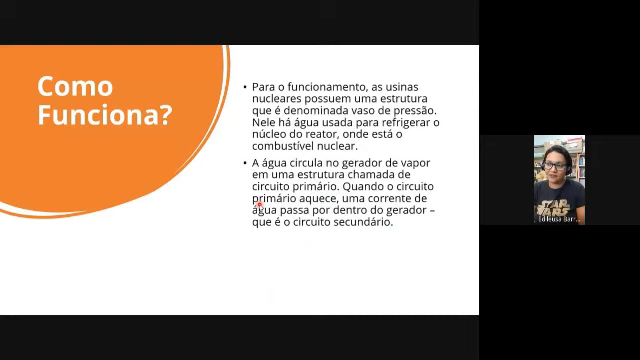 Como
Funciona?
• Para o funcionamento, as usinas
nucleares possuem uma estrutura
que é denominada vaso de pressão.
Nele há água usada para refrigerar o
núcleo do reator, onde está o
combustível nuclear.
• A água circula no gerador de vapor
em uma estrutura chamada de
circuito primário. Quando o circuito
primário aquece, uma corrente de
água passa por dentro do gerador –
que é o circuito secundário.
STAR
WARS
Edileusa Barr...